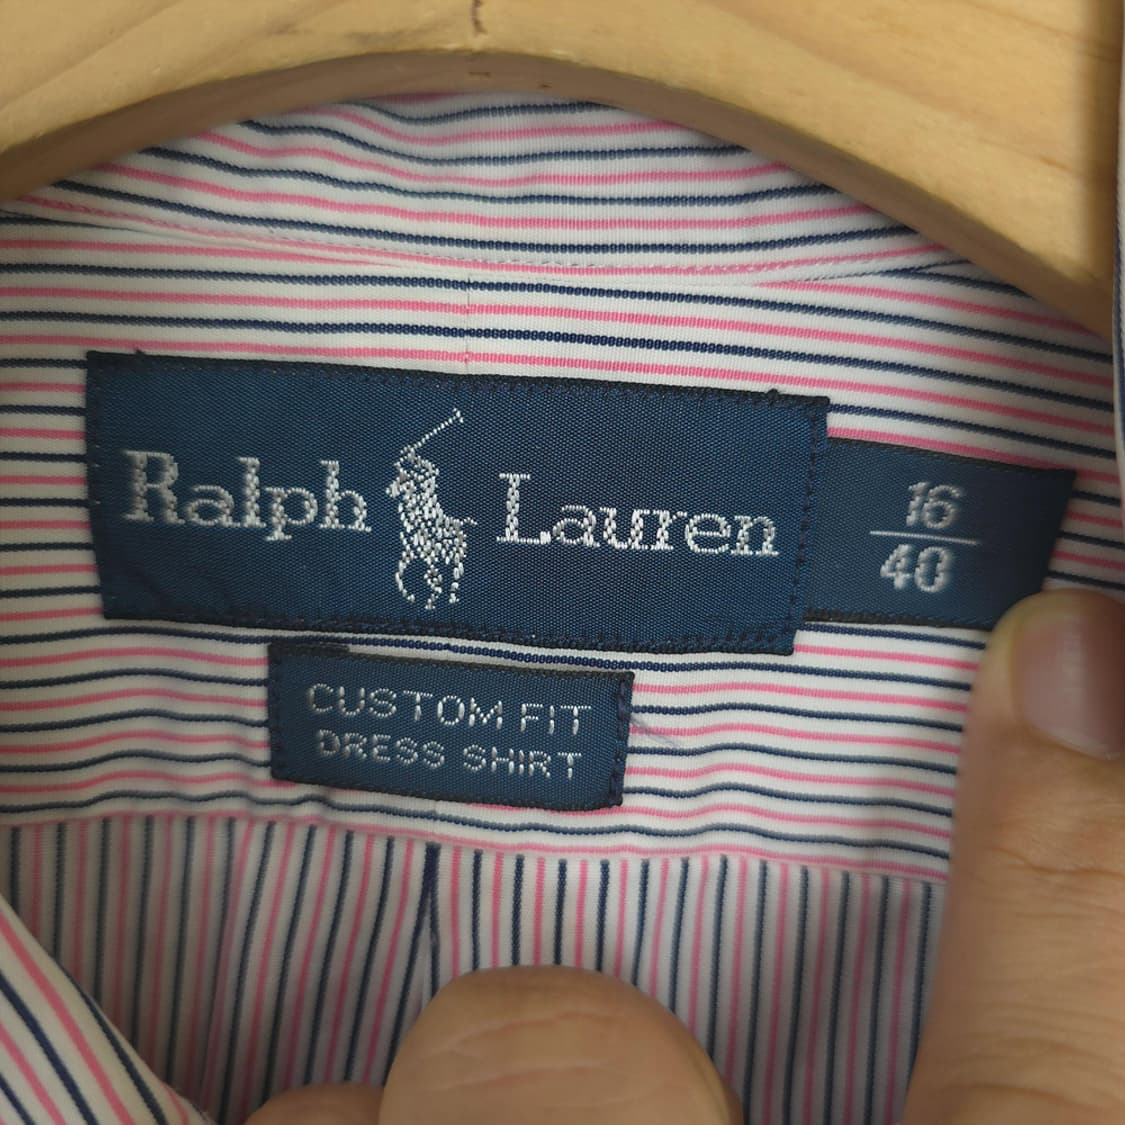 Ralph Lauren
16
40
CUSTOM FIT
DRESS SHIRT